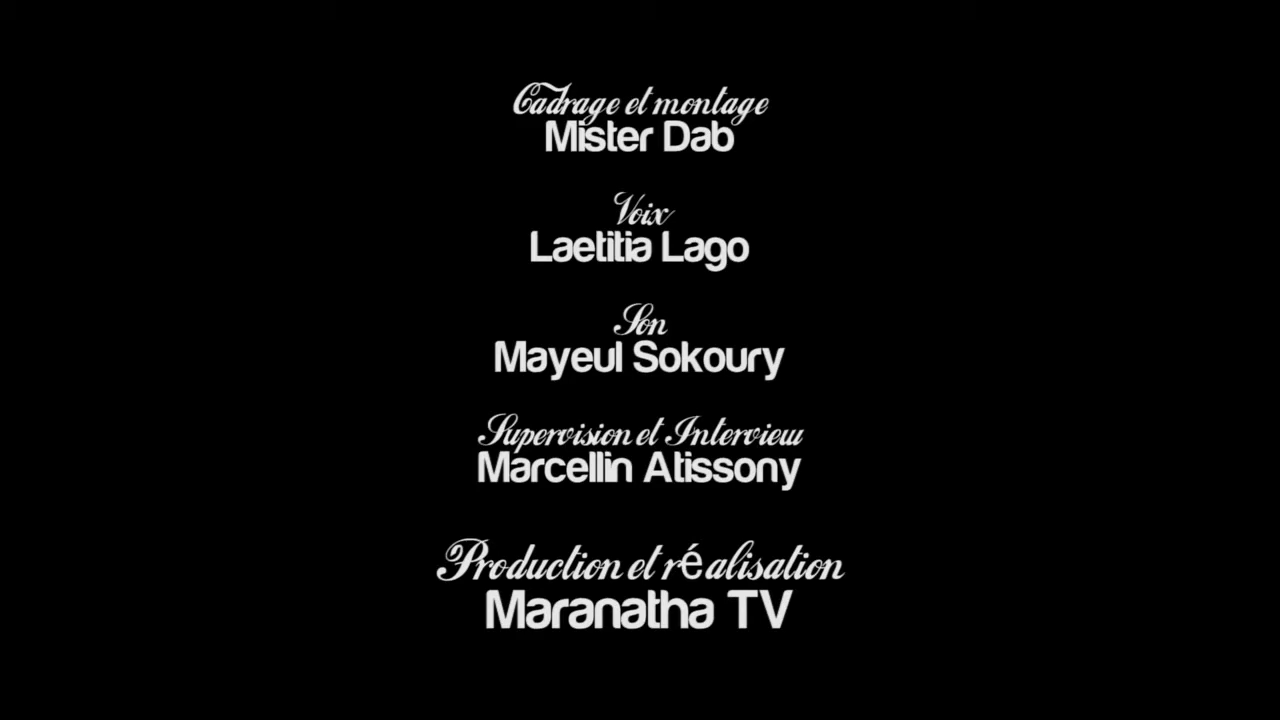 Cadrage et montage
Mister Dab
Voix
Laetitia Lago
Son
Mayeul Sokoury
Supervision et Interview
Marcellin Atissony
Production et réalisation
Maranatha TV